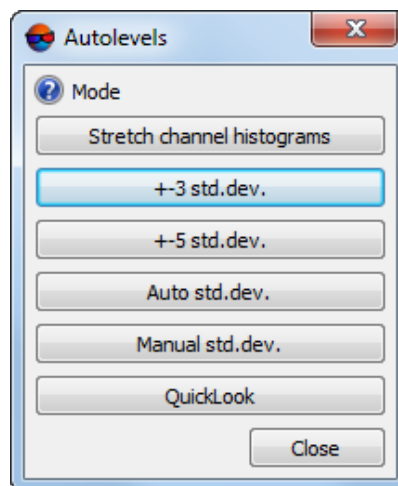 Autolevels
Mode
Stretch channel histograms
+-3 std.dev.
+-5 std.dev.
Auto std.dev.
Manual std.dev.
QuickLook
Close